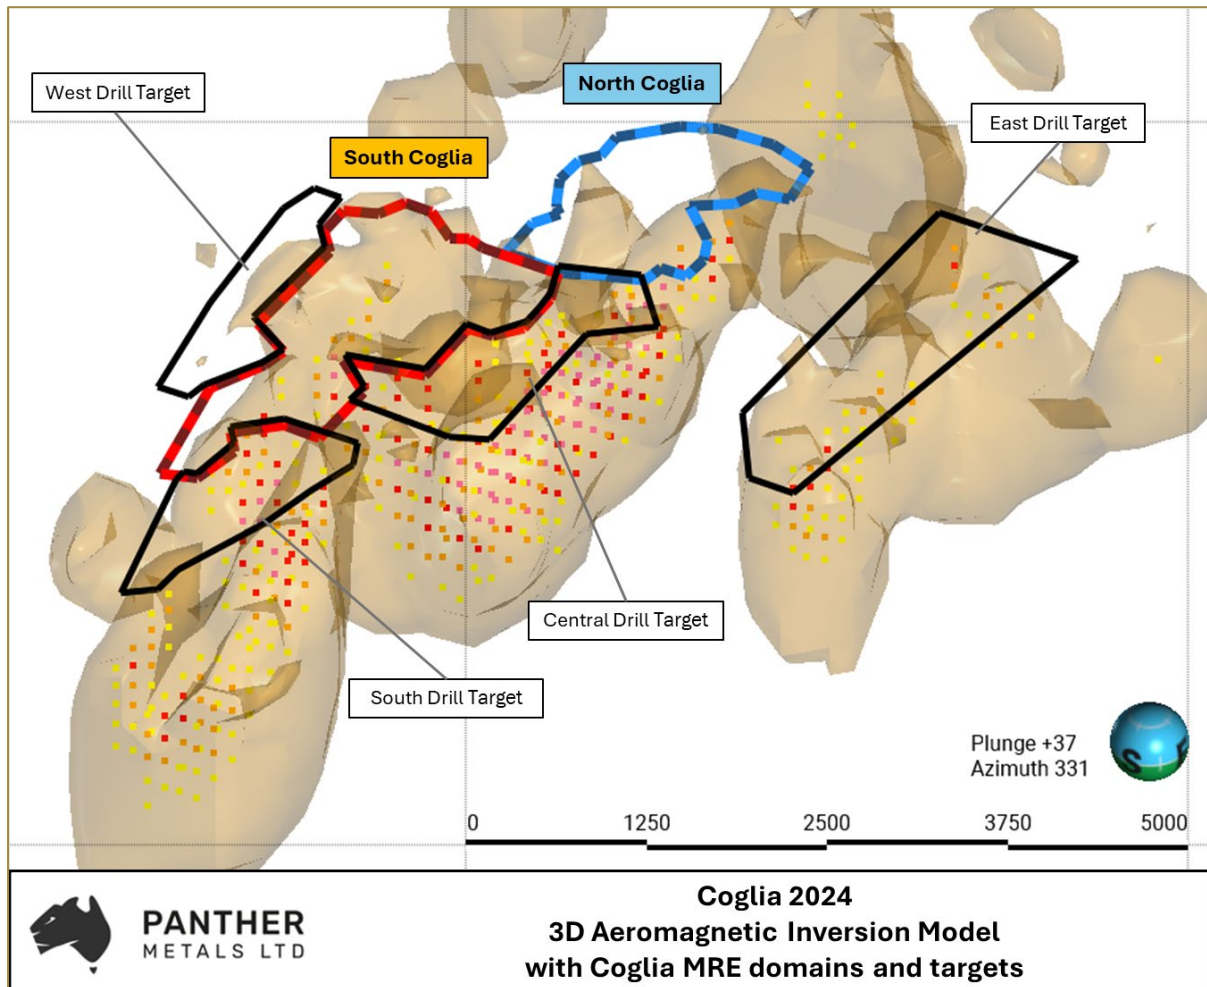 North Coglia
West Drill Target
East Drill Target
South Coglia
Central Drill Target
South Drill Target
Plunge +37
Azimuth 331
S
0 1250 2500 3750 5000
PANTHER
METALS LTD
Coglia 2024
3D Aeromagnetic Inversion Model
with Coglia MRE domains and targets